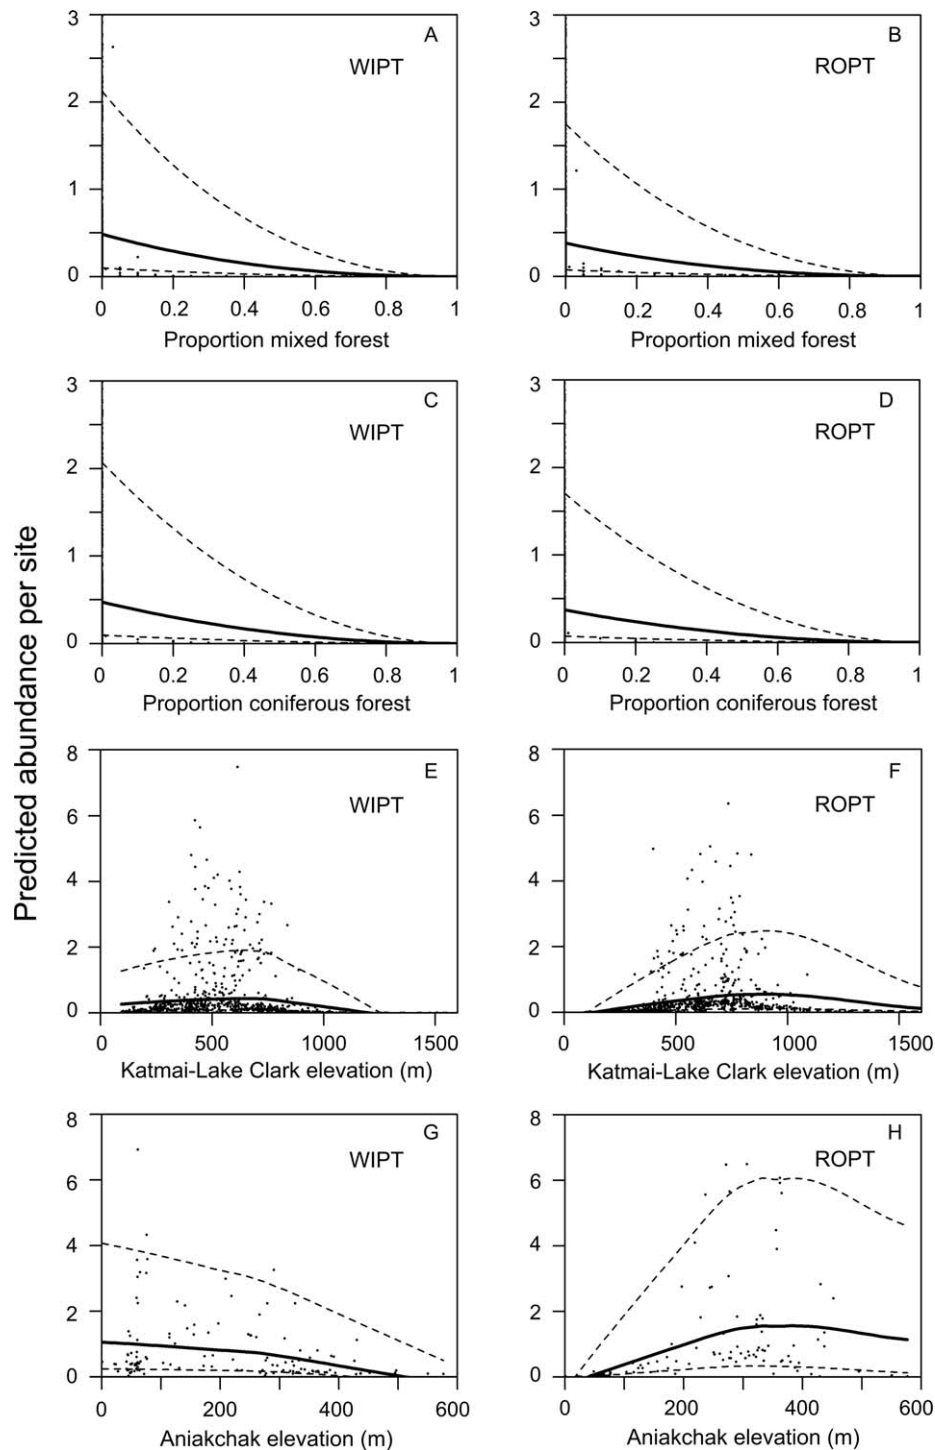 Predicted abundance per site
3 2 1 0
A
WIPT
0 0.2 0.4 0.6 0.8 1
Proportion mixed forest
3 2 1 0
B
ROPT
0 0.2 0.4 0.6 0.8 1
Proportion mixed forest
3 2 1 0
C
WIPT
0 0.2 0.4 0.6 0.8 1
Proportion coniferous forest
3 2 1 0
D
ROPT
0 0.2 0.4 0.6 0.8 1
Proportion coniferous forest
8 6 4 2 0
E
WIPT
0 500 1000 1500
Katmai-Lake Clark elevation (m)
8 6 4 2 0
F
ROPT
0 500 1000 1500
Katmai-Lake Clark elevation (m)
8 6 4 2 0
G
WIPT
0 200 400 600
Aniakchak elevation (m)
8 6 4 2 0
H
ROPT
0 200 400 600
Aniakchak elevation (m)